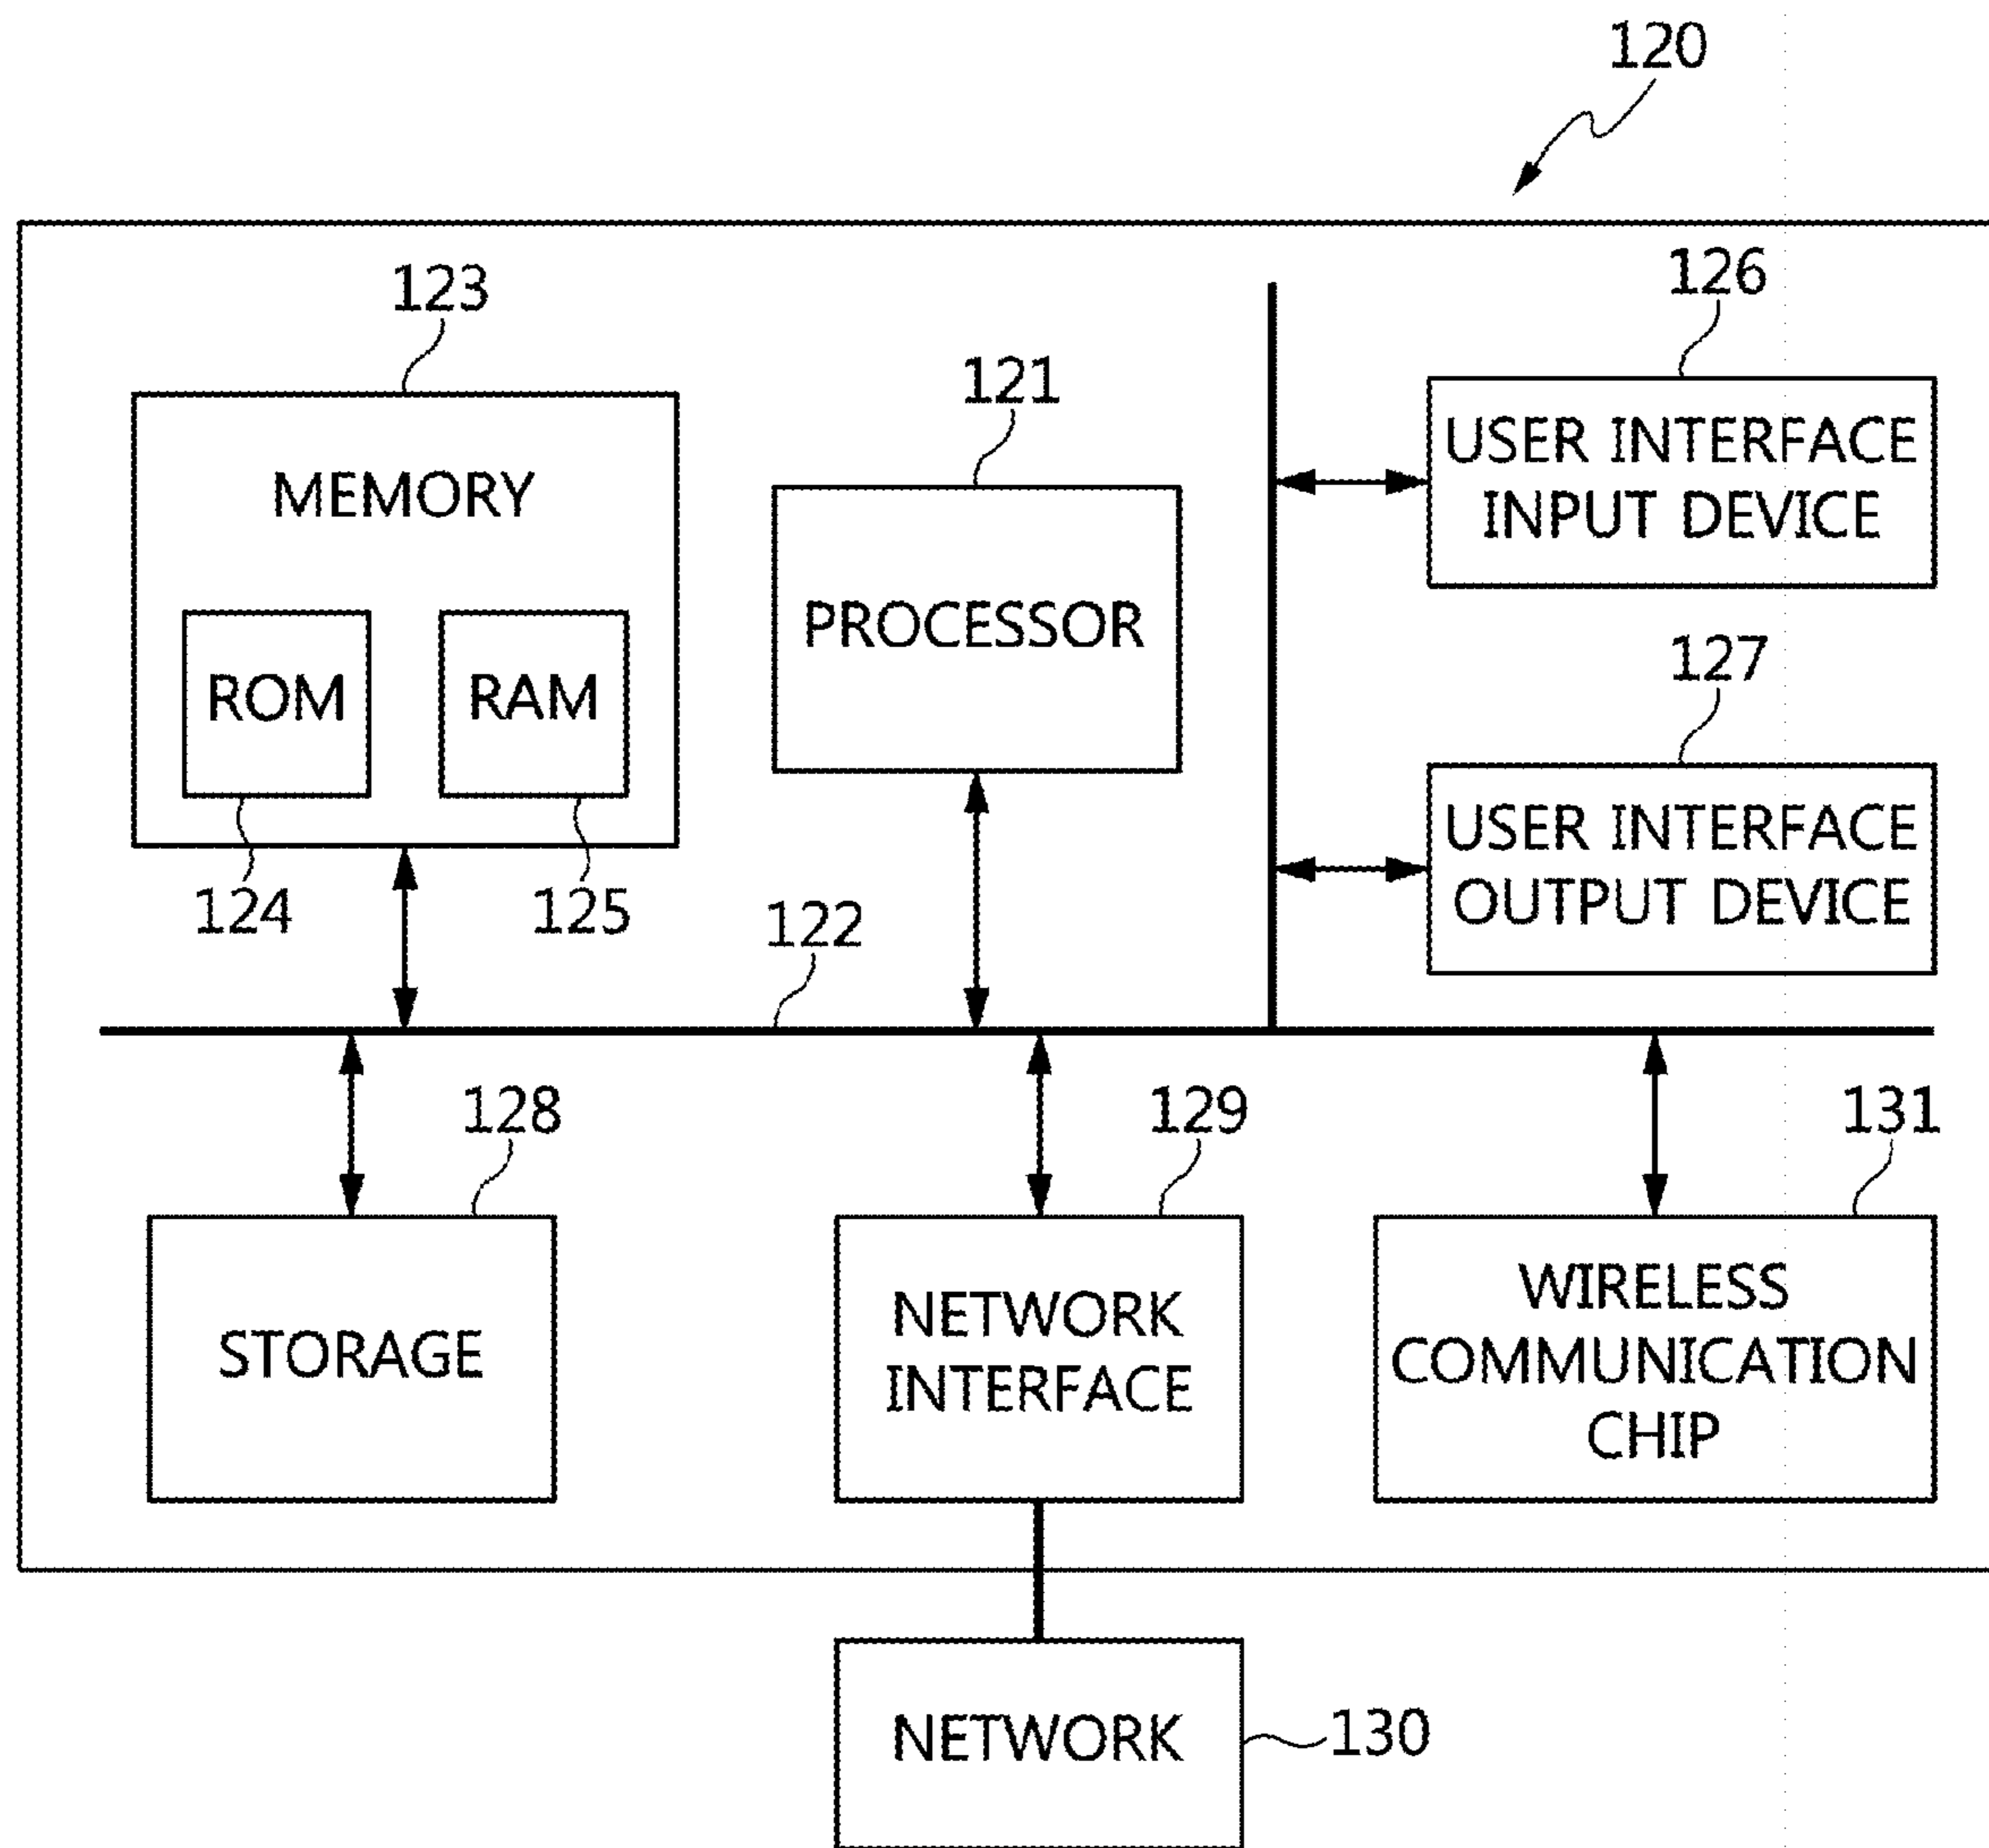 120
123
121
126
MEMORY
PROCESSOR
USER INTERFACE
INPUT DEVICE
ROM
RAM
127
USER INTERFACE
OUTPUT DEVICE
124
125
122
128
129
131
STORAGE
NETWORK
INTERFACE
WIRELESS
COMMUNICATION
CHIP
NETWORK
130